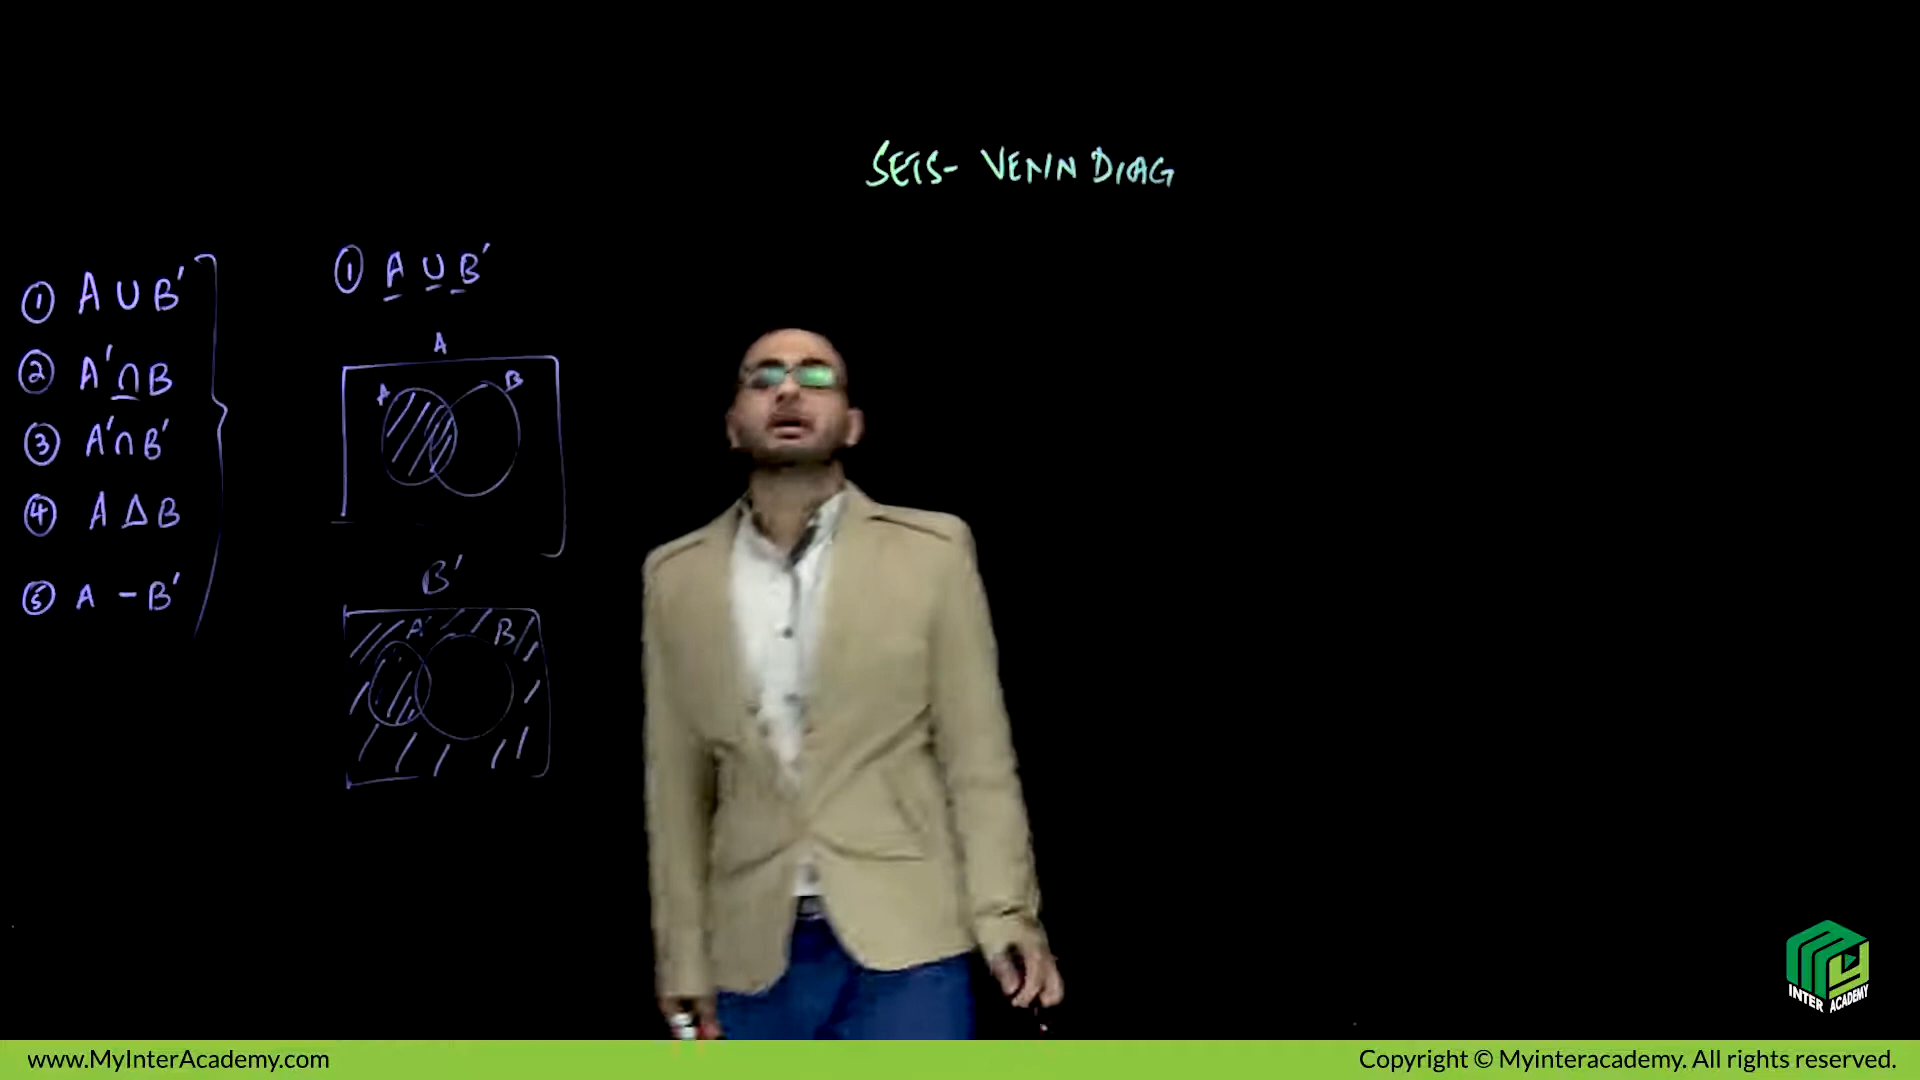 SETS- VENN DIAG
① A ∪ B'
② A' ∩ B
③ A' ∩ B'
④ A Δ B
⑤ A - B'
① A ∪ B'
A
A B
B'
A B
INTER ACADEMY
www.MyInterAcademy.com
Copyright © Myinteracademy. All rights reserved.